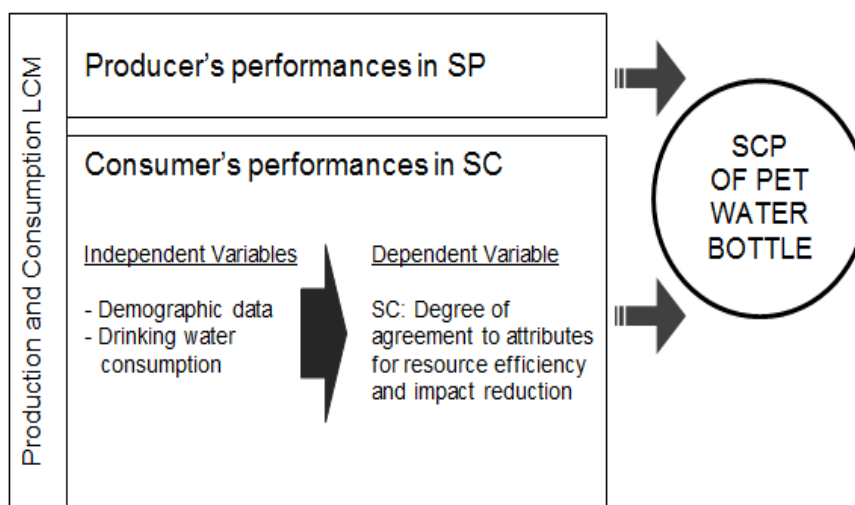 Production and Consumption LCM
Producer's performances in SP
Consumer's performances in SC
Independent Variables
- Demographic data
- Drinking water
consumption
Dependent Variable
SC: Degree of
agreement to attributes
for resource efficiency
and impact reduction
SCP
OF PET
WATER
BOTTLE